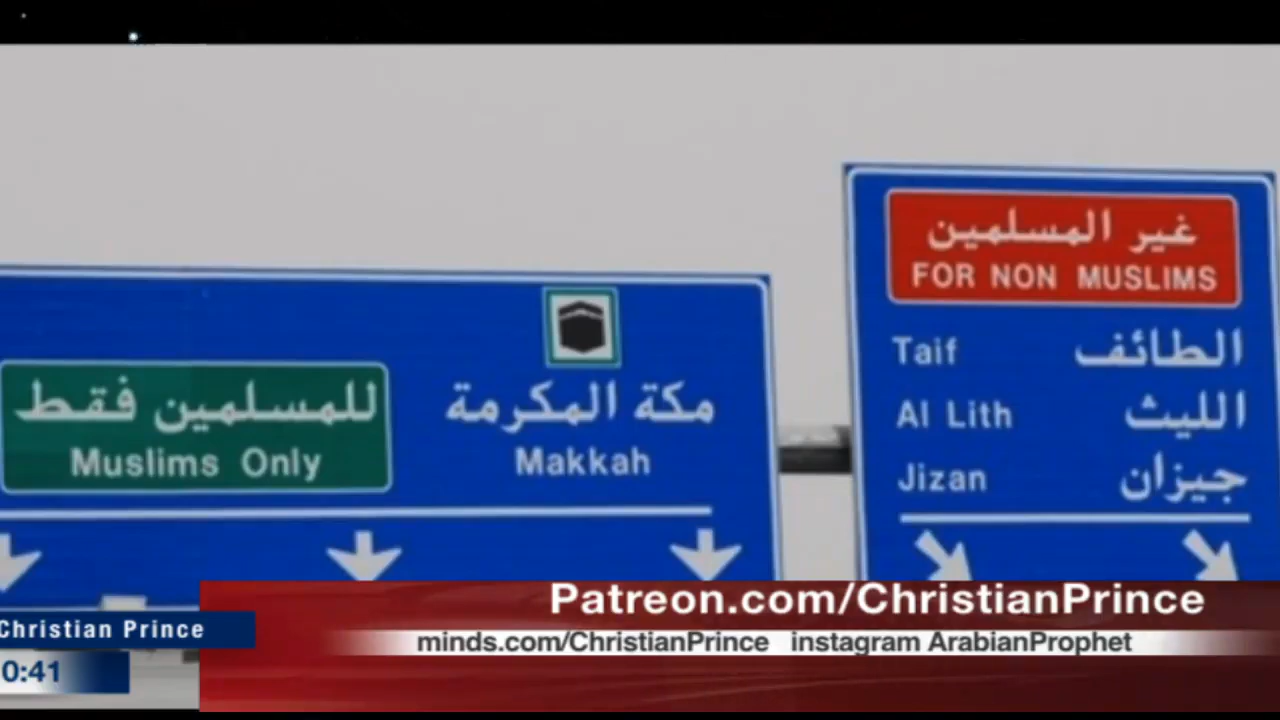 غير المسلمين
FOR NON MUSLIMS
Taif الطائف
Al Lith الليث
Jizan جيزان
للمسلمين فقط
Muslims Only
مكة المكرمة
Makkah
Patreon.com/ChristianPrince
minds.com/ChristianPrince instagram ArabianProphet
Christian Prince
0:41